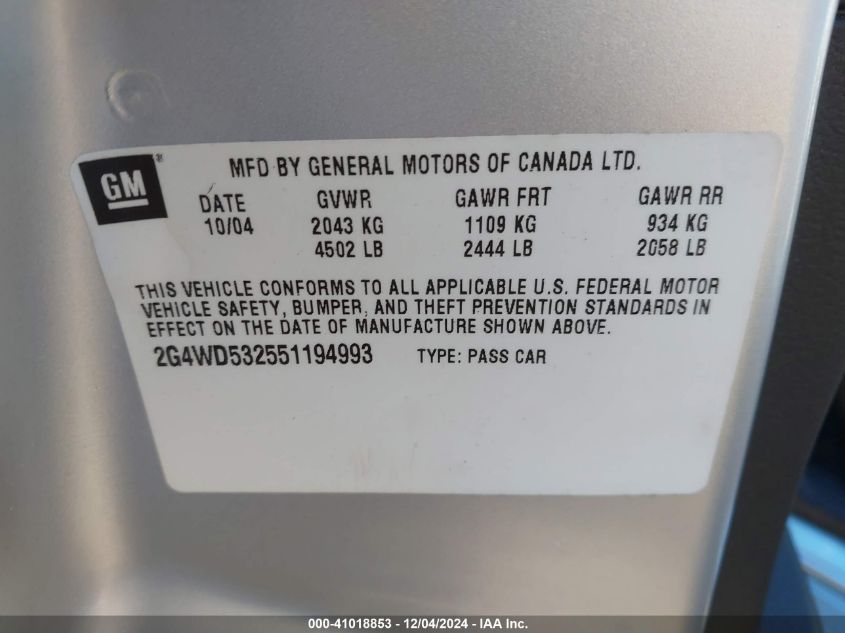 GM®
MFD BY GENERAL MOTORS OF CANADA LTD.
DATE GVWR GAWR FRT GAWR RR
10/04 2043 KG 1109 KG 934 KG
4502 LB 2444 LB 2058 LB
THIS VEHICLE CONFORMS TO ALL APPLICABLE U.S. FEDERAL MOTOR
VEHICLE SAFETY, BUMPER, AND THEFT PREVENTION STANDARDS IN
EFFECT ON THE DATE OF MANUFACTURE SHOWN ABOVE.
2G4WD532551194993 TYPE: PASS CAR
000-41018853 - 12/04/2024 - IAA Inc.